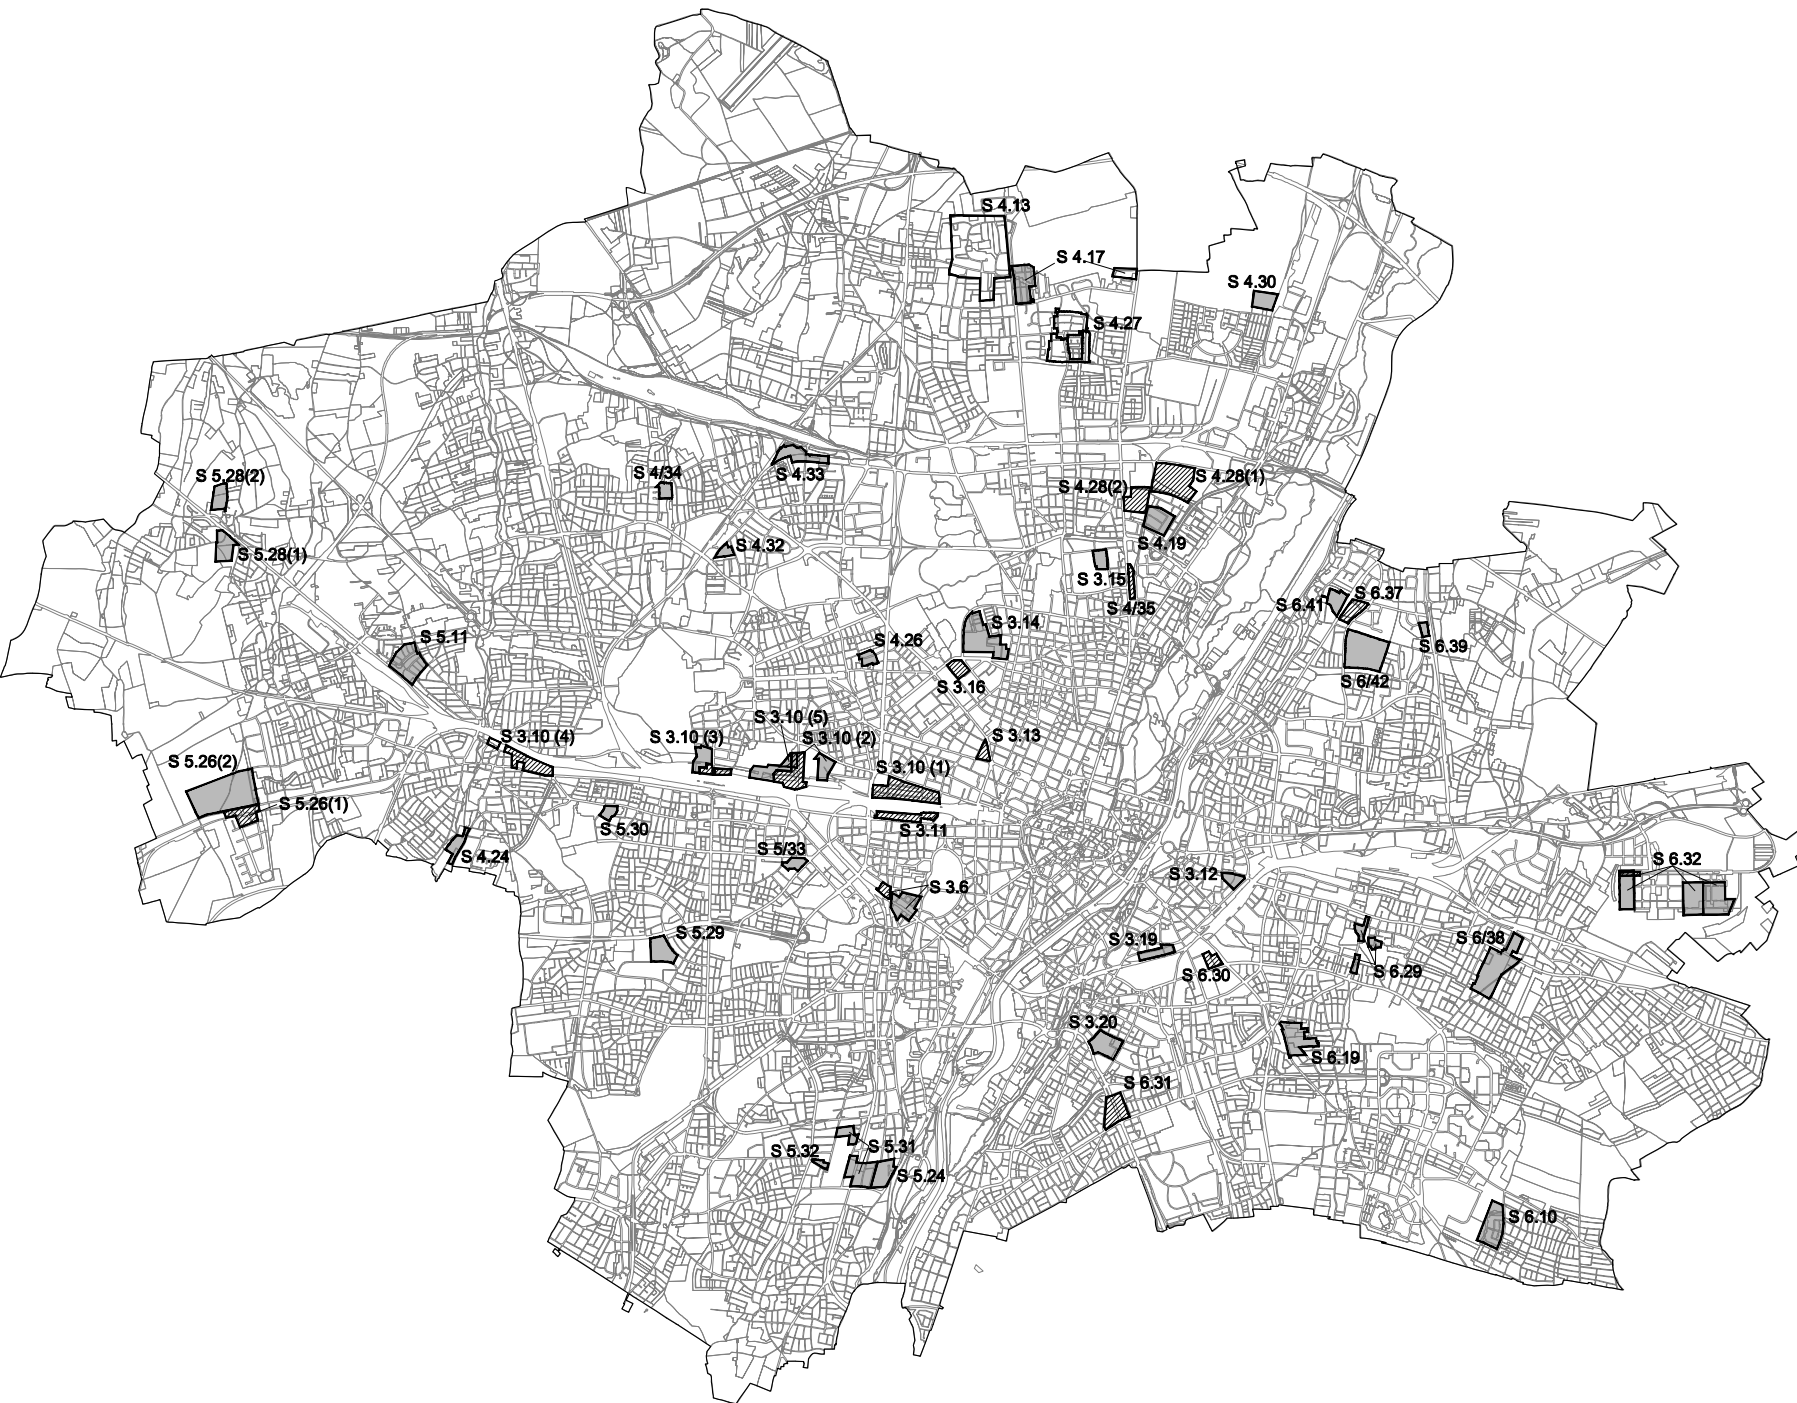 S 4.13
S 4.17
S 4.30
S 4.27
S 5.28(2)
S 4/34
S 4.33
S 4.28(1)
S 4.28(2)
S 4.19
S 4.32
S 5.28(1)
S 3.15
S 4/35
S 6.37
S 6.41
S 3.14
S 5.11
S 4.26
S 6.39
S 6/42
S 3.16
S 3.10 (5)
S 3.10 (4)
S 3.10 (3)
S 3.10 (2)
S 3.13
S 5.26(2)
S 3.10 (1)
S 5.26(1)
S 5.30
S 3.11
S 5/33
S 4.24
S 6.32
S 3.12
S 3.6
S 5.29
S 3.19
S 6/38
S 6.30
S 6.29
S 3.20
S 6.19
S 6.31
S 5.31
S 5.32
S 5.24
S 6.10